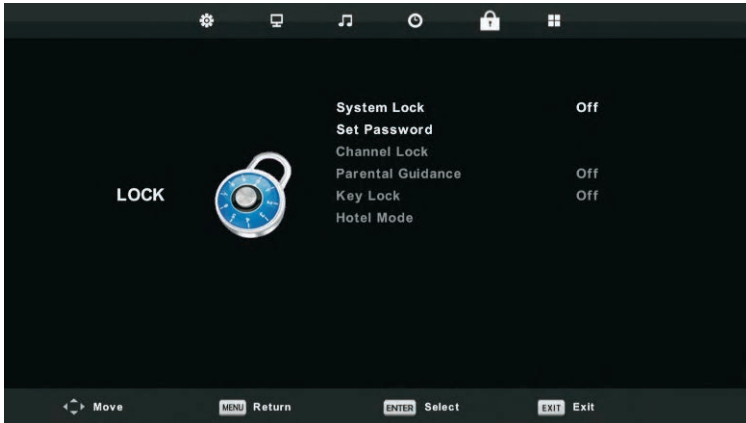 System Lock Off
Set Password
Channel Lock
Parental Guidance Off
Key Lock Off
Hotel Mode
LOCK
Move MENU Return ENTER Select EXIT Exit